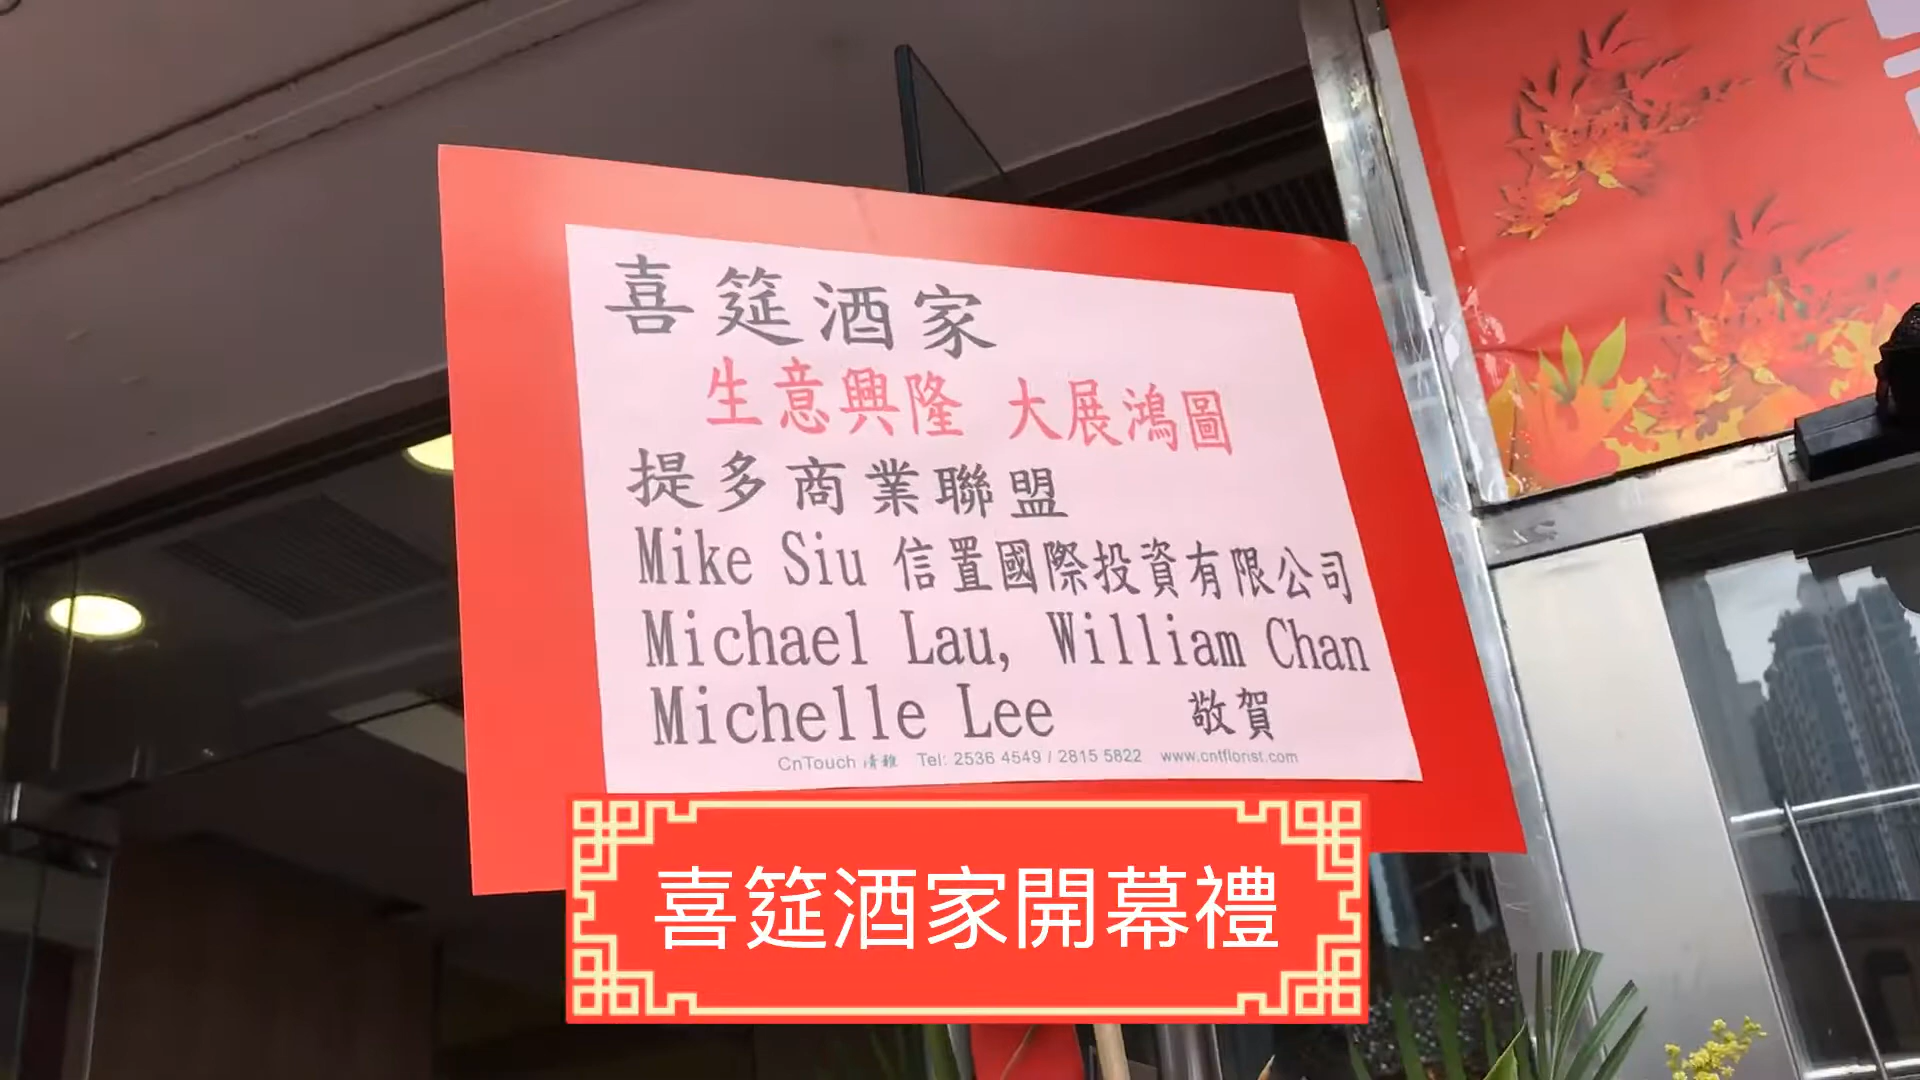 喜筵酒家
生意興隆 大展鴻圖
提多商業聯盟
Mike Siu 信置國際投資有限公司
Michael Lau, William Chan
Michelle Lee 敬賀
CnTouch 清雅 Tel: 2536 4549 / 2815 5822 www.cntflorist.com
喜筵酒家開幕禮